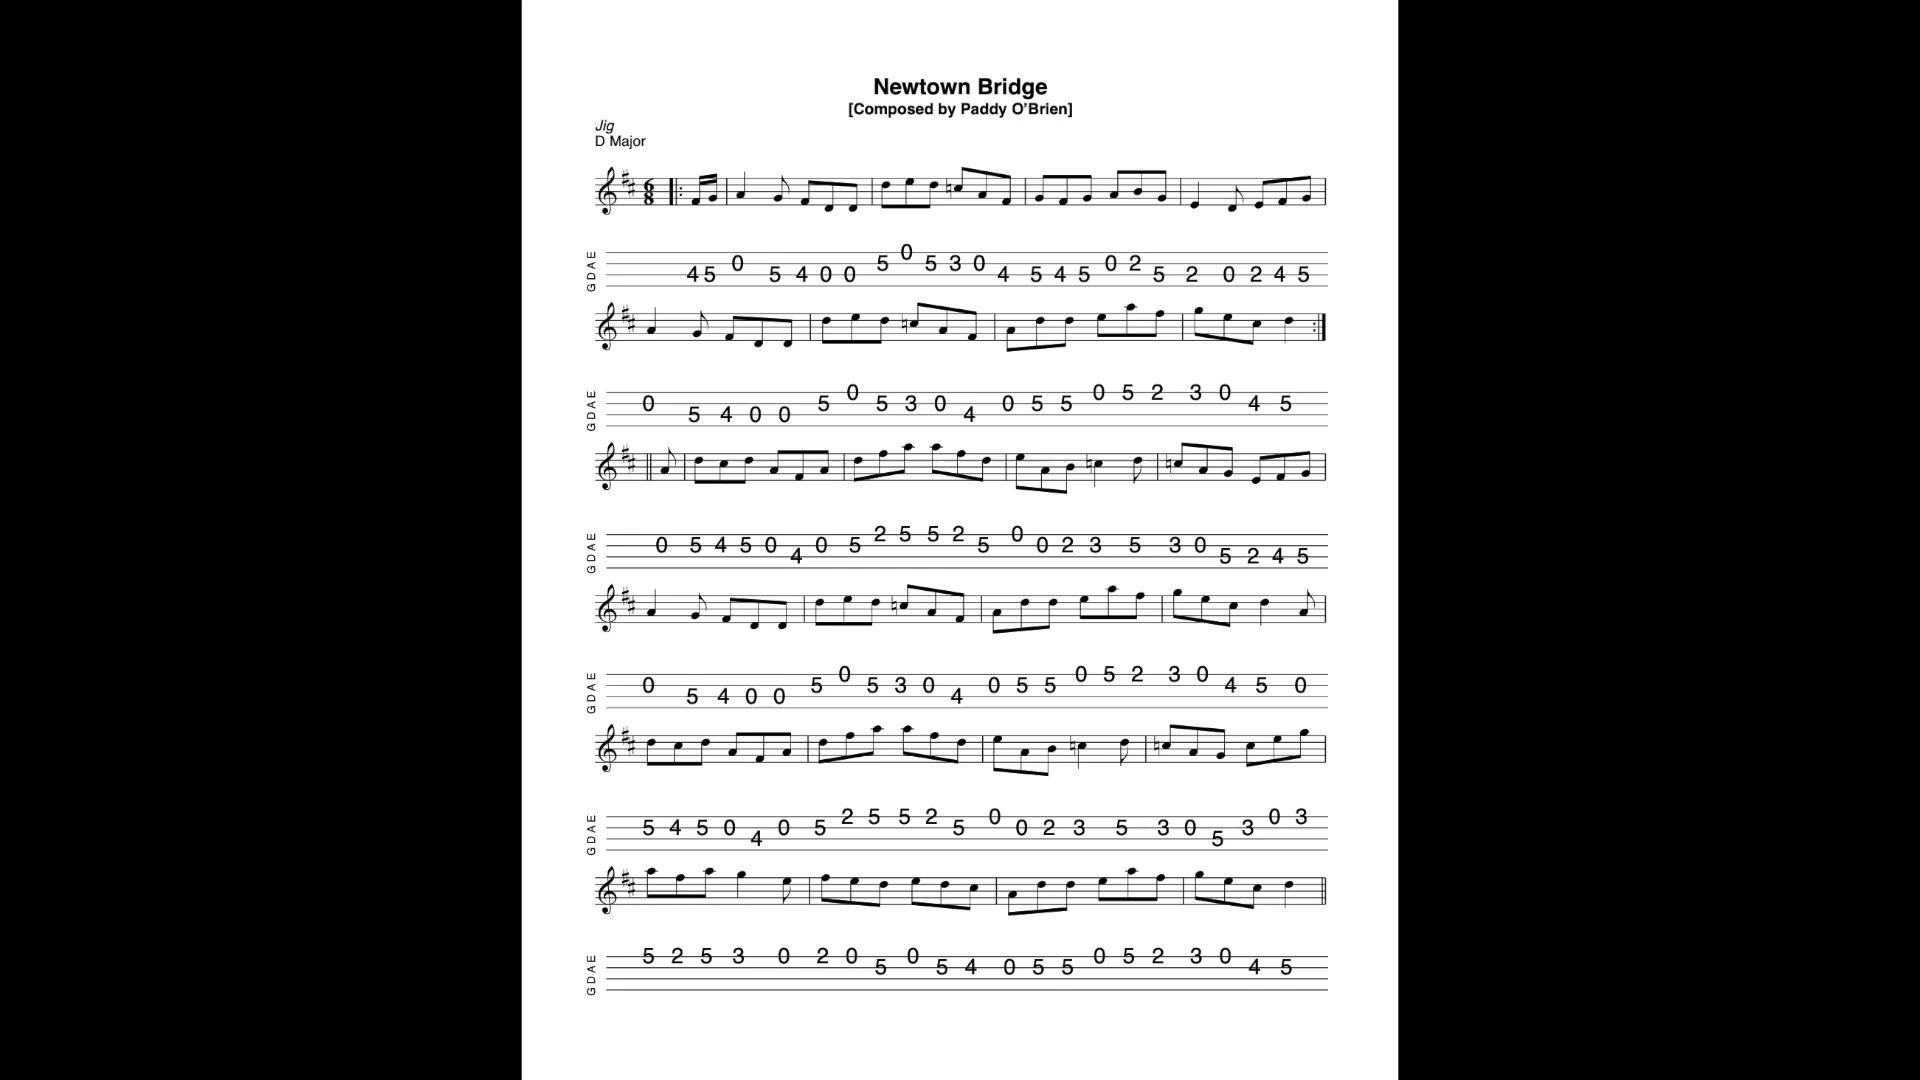 Newtown Bridge
[Composed by Paddy O’Brien]
Jig
D Major
6 8
G D A E
4 5 0 5 4 0 0 5 0 5 3 0 4 5 4 5 0 2 5 2 0 2 4 5
G D A E
0 5 4 0 0 5 0 5 3 0 4 0 5 5 0 5 2 3 0 4 5
G D A E
0 5 4 5 0 4 0 5 2 5 5 2 5 0 0 2 3 5 3 0 5 2 4 5
G D A E
0 5 4 0 0 5 0 5 3 0 4 0 5 5 0 5 2 3 0 4 5 0
G D A E
5 4 5 0 4 0 5 2 5 5 2 5 0 0 2 3 5 3 0 5 3 0 3
G D A E
5 2 5 3 0 2 0 5 0 5 4 0 5 5 0 5 2 3 0 4 5